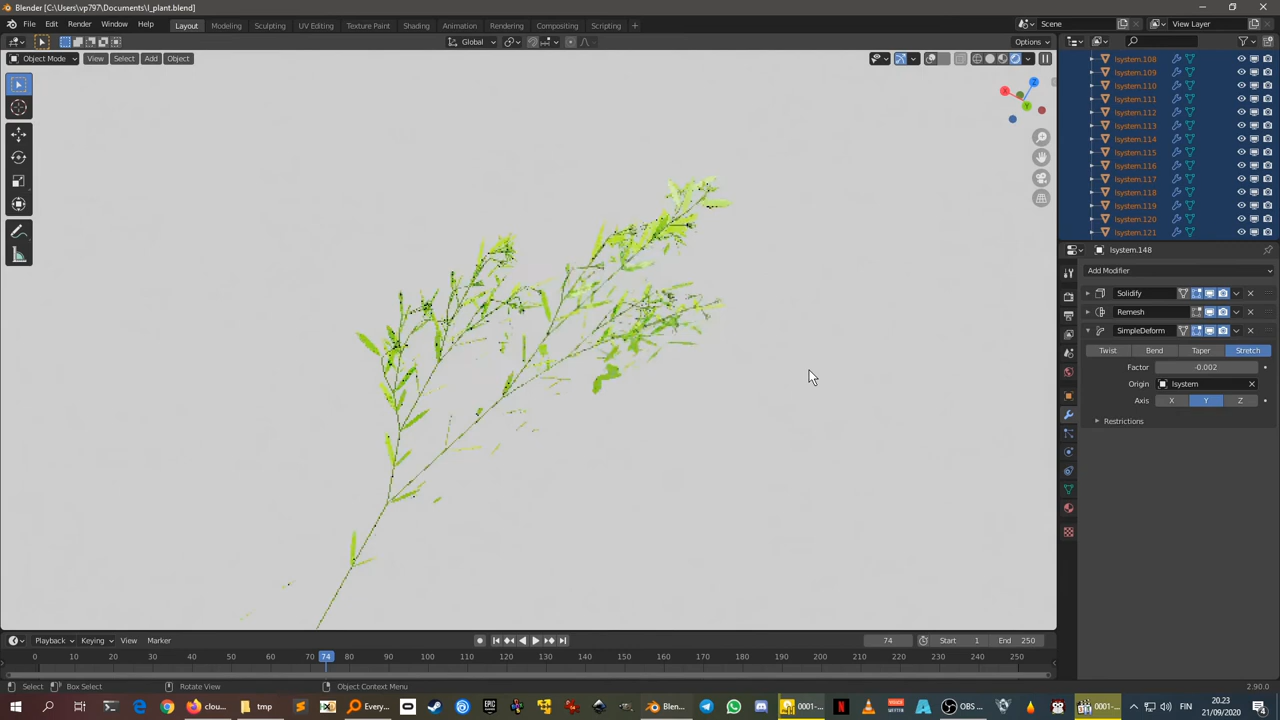 Blender [C:\Users\vp797\Documents\l_plant.blend]
File Edit Render Window Help
Layout Modeling Sculpting UV Editing Texture Paint Shading Animation Rendering Compositing Scripting
Scene
View Layer
Global
Options
Object Mode View Select Add Object
X
Y
Z
lsystem.108
lsystem.109
lsystem.110
lsystem.111
lsystem.112
lsystem.113
lsystem.114
lsystem.115
lsystem.116
lsystem.117
lsystem.118
lsystem.119
lsystem.120
lsystem.121
lsystem.148
Add Modifier
Solidify
Remesh
SimpleDeform
Twist Bend Taper Stretch
Factor -0.002
Origin lsystem
Axis X Y Z
Restrictions
Playback Keying View Marker
74 Start 1 End 250
0 10 20 30 40 50 60 70 74 80 90 100 110 120 130 140 150 160 170 180 190 200 210 220 230 240 250
Select Box Select Rotate View Object Context Menu 2.90.0
clou... tmp Every... EPIC Blen... 0001-... OBS ... 0001-... FIN 20.23
21/09/2020